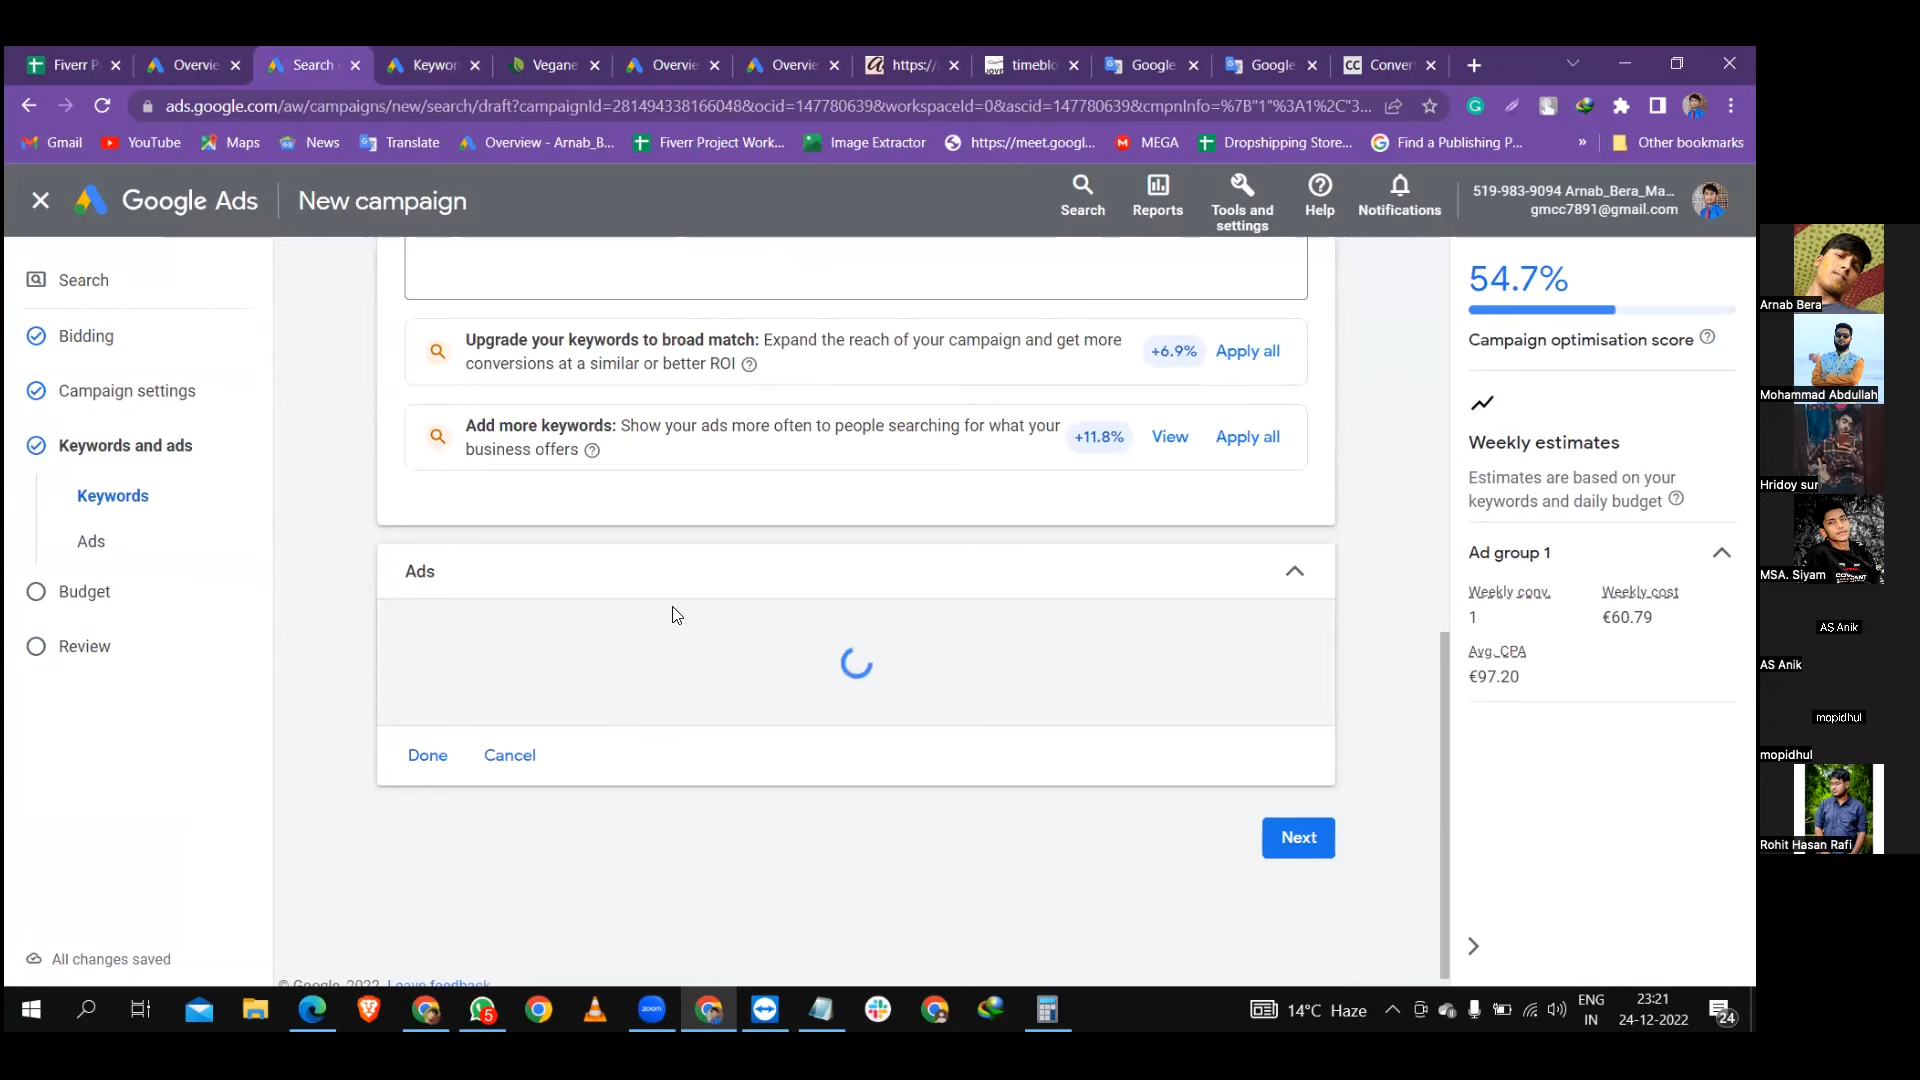 Fiverr P
Overvie
Search
Keywor
Vegane
Overvie
Overvie
https:/
timeblo
Google
Google
Conver
ads.google.com/aw/campaigns/new/search/draft?campaignId=281494338166048&ocid=147780639&workspaceId=0&ascid=147780639&cmpnInfo=%7B"1"%3A1%2C"3...
Gmail
YouTube
Maps
News
Translate
Overview - Arnab_B...
Fiverr Project Work...
Image Extractor
https://meet.googl...
MEGA
Dropshipping Store...
Find a Publishing P...
»
Other bookmarks
Google Ads
New campaign
Search
Reports
Tools and
settings
Help
Notifications
519-983-9094 Arnab_Bera_Ma...
gmcc7891@gmail.com
Search
Bidding
Campaign settings
Keywords and ads
Keywords
Ads
Budget
Review
All changes saved
Upgrade your keywords to broad match: Expand the reach of your campaign and get more
conversions at a similar or better ROI
+6.9%
Apply all
Add more keywords: Show your ads more often to people searching for what your
business offers
+11.8%
View
Apply all
Ads
Done
Cancel
Next
© Google, 2022. Leave feedback
54.7%
Campaign optimisation score
Weekly estimates
Estimates are based on your
keywords and daily budget
Ad group 1
Weekly conv.
Weekly cost
1
€60.79
Avg. CPA
€97.20
Arnab Bera
Mohammad Abdullah
Hridoy sur
MSA. Siyam
AS Anik
AS Anik
mopidhul
mopidhul
Rohit Hasan Rafi
zoom
5
14°C Haze
ENG
IN
23:21
24-12-2022
24